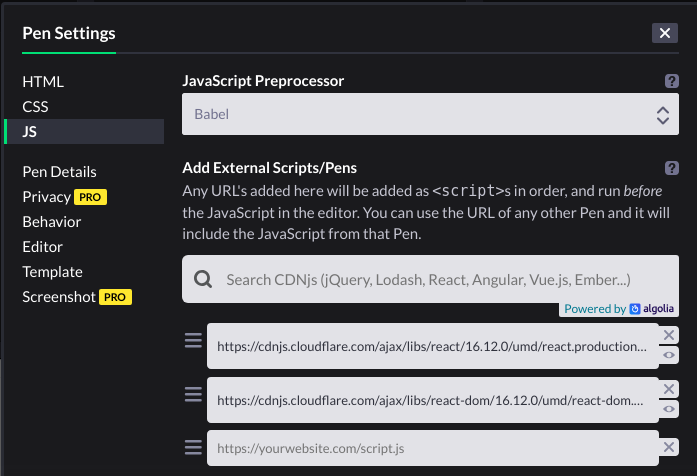 Pen Settings
HTML
CSS
JS
Pen Details
Privacy PRO
Behavior
Editor
Template
Screenshot PRO
JavaScript Preprocessor
Babel
Add External Scripts/Pens
Any URL's added here will be added as <script>s in order, and run before
the JavaScript in the editor. You can use the URL of any other Pen and it will
include the JavaScript from that Pen.
Search CDNjs (jQuery, Lodash, React, Angular, Vue.js, Ember...)
Powered by algolia
https://cdnjs.cloudflare.com/ajax/libs/react/16.12.0/umd/react.production...
https://cdnjs.cloudflare.com/ajax/libs/react-dom/16.12.0/umd/react-dom....
https://yourwebsite.com/script.js